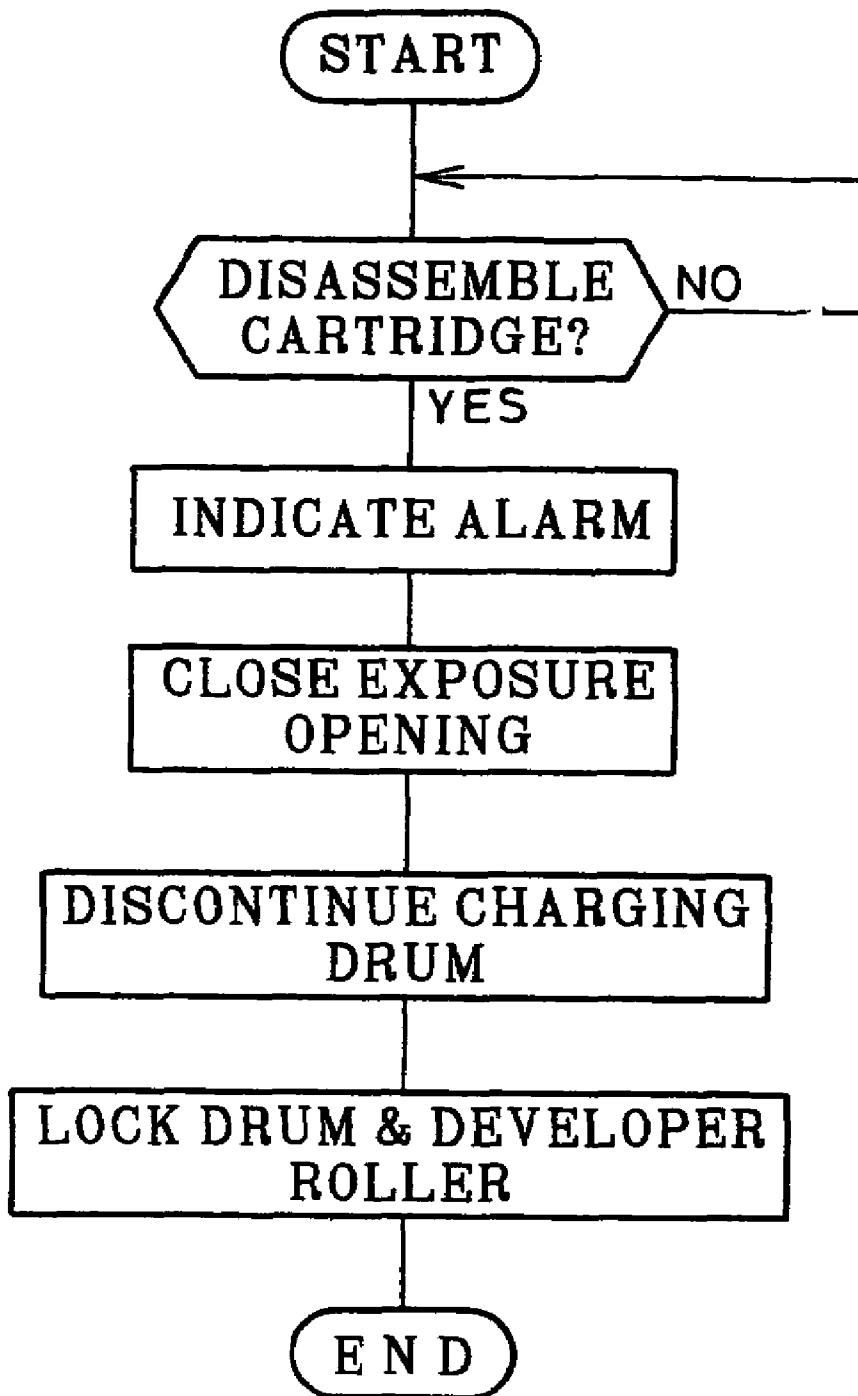 START
DISASSEMBLE
CARTRIDGE?
NO
YES
INDICATE ALARM
CLOSE EXPOSURE
OPENING
DISCONTINUE CHARGING
DRUM
LOCK DRUM & DEVELOPER
ROLLER
END